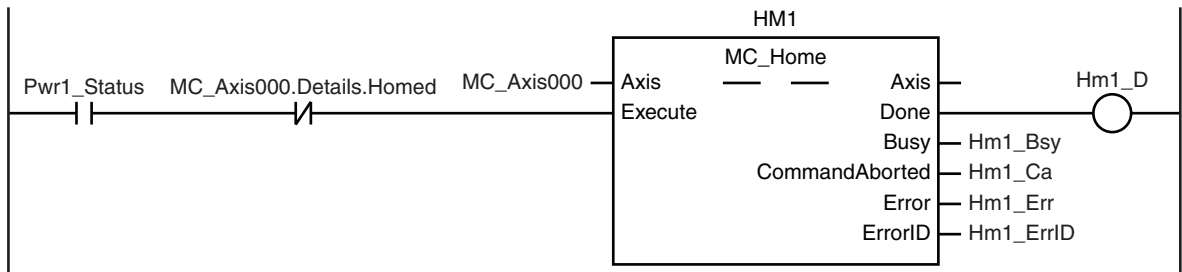 HM1
MC_Home
Pwr1_Status MC_Axis000.Details.Homed MC_Axis000 Axis Axis Hm1_D
Execute Done
Busy Hm1_Bsy
CommandAborted Hm1_Ca
Error Hm1_Err
ErrorID Hm1_ErrID